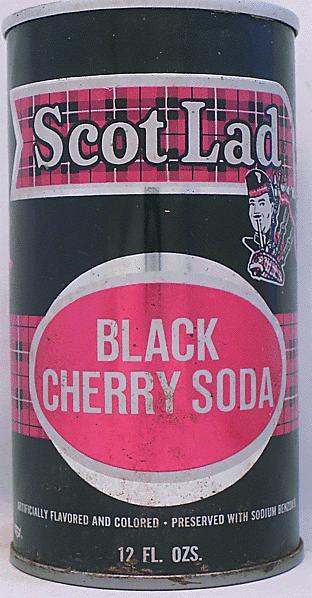 Scot Lad
BLACK
CHERRY SODA
ARTIFICIALLY FLAVORED AND COLORED • PRESERVED WITH SODIUM BENZOATE
12 FL. OZS.